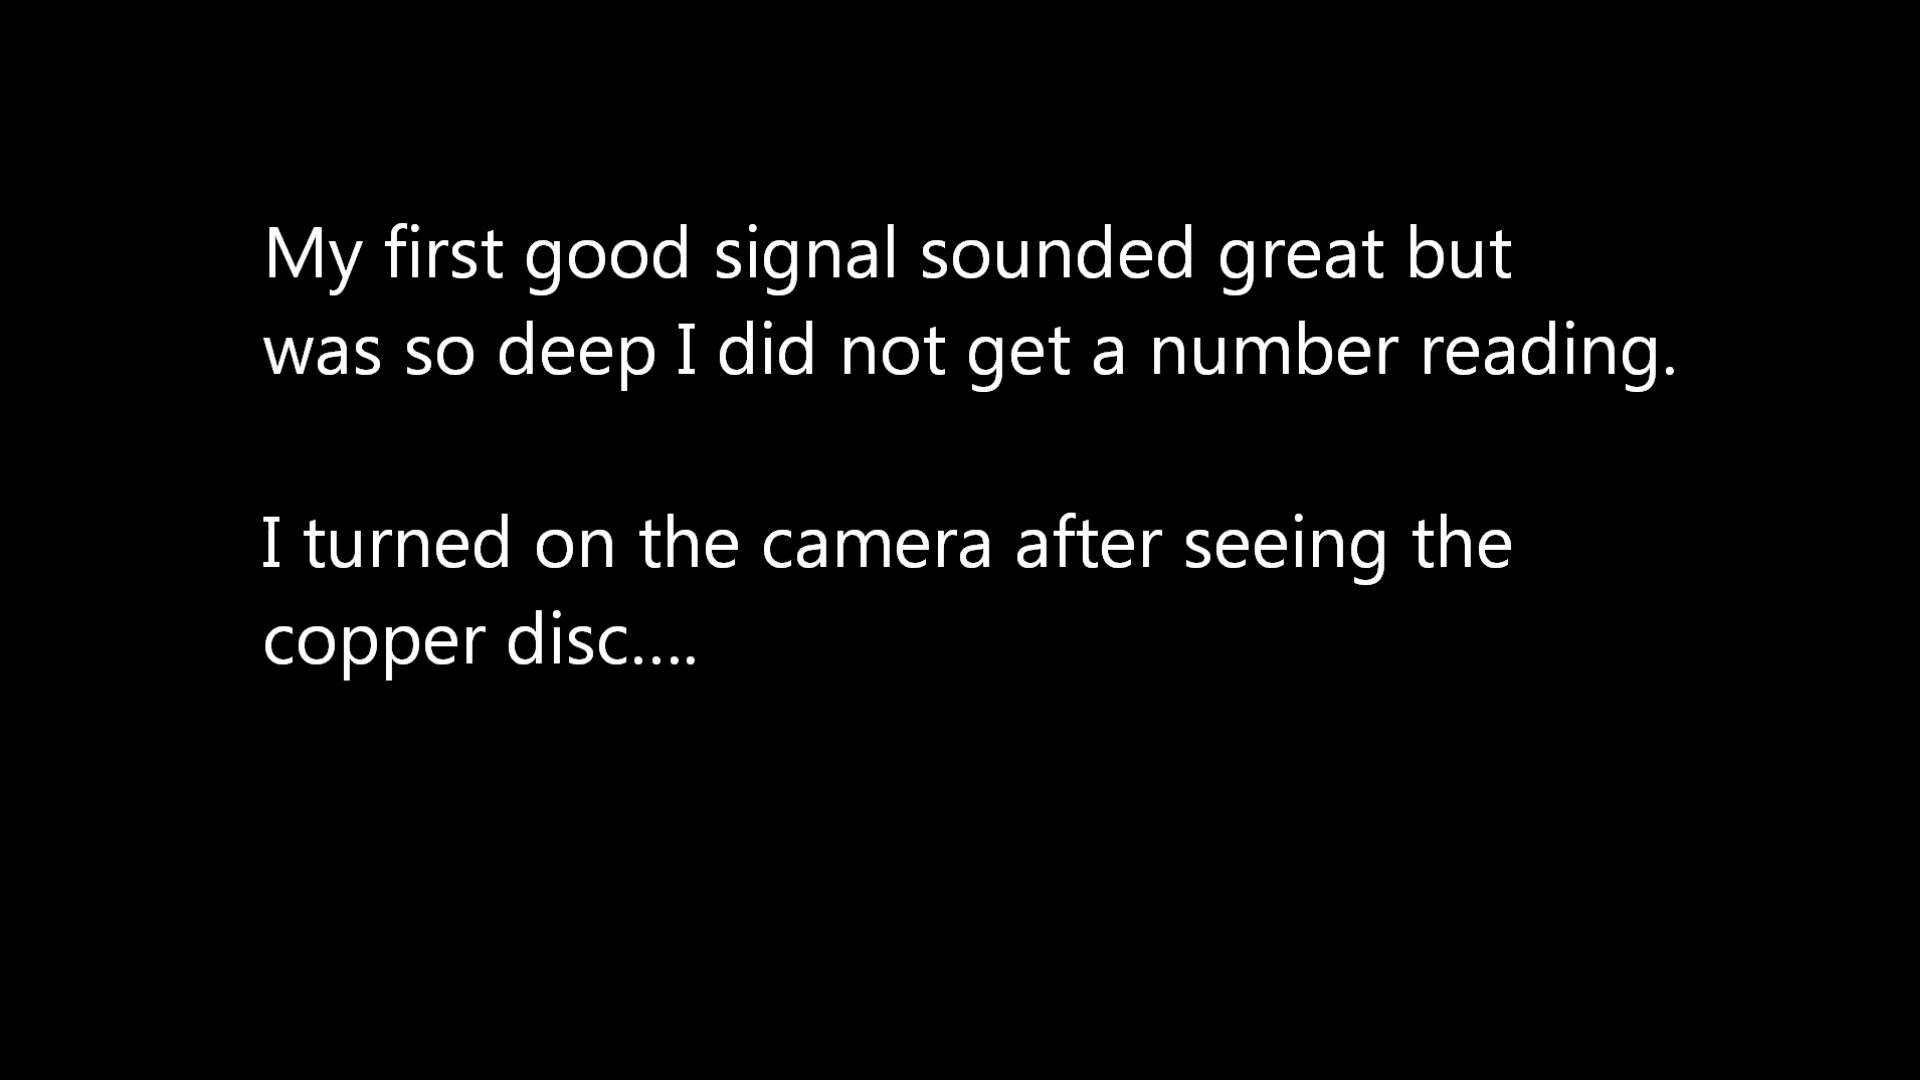 My first good signal sounded great but
was so deep I did not get a number reading.
I turned on the camera after seeing the
copper disc....